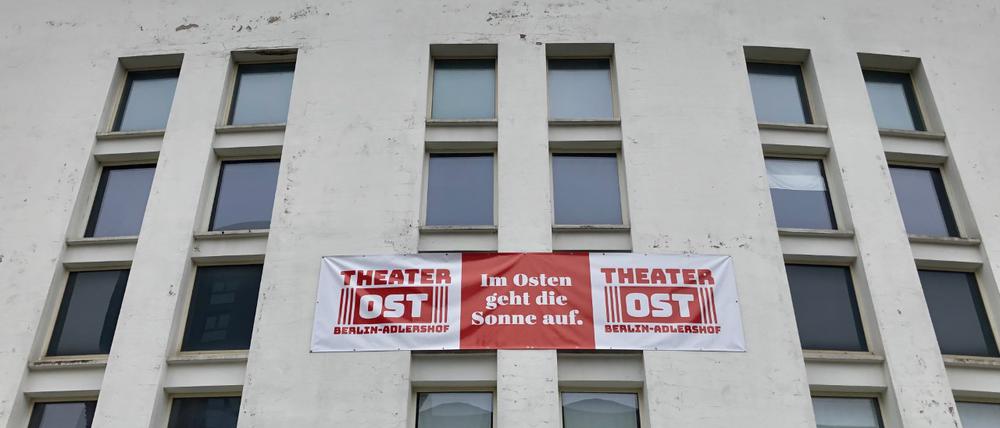 THEATER
OST
BERLIN-ADLERSHOF
Im Osten
geht die
Sonne auf.
THEATER
OST
BERLIN-ADLERSHOF